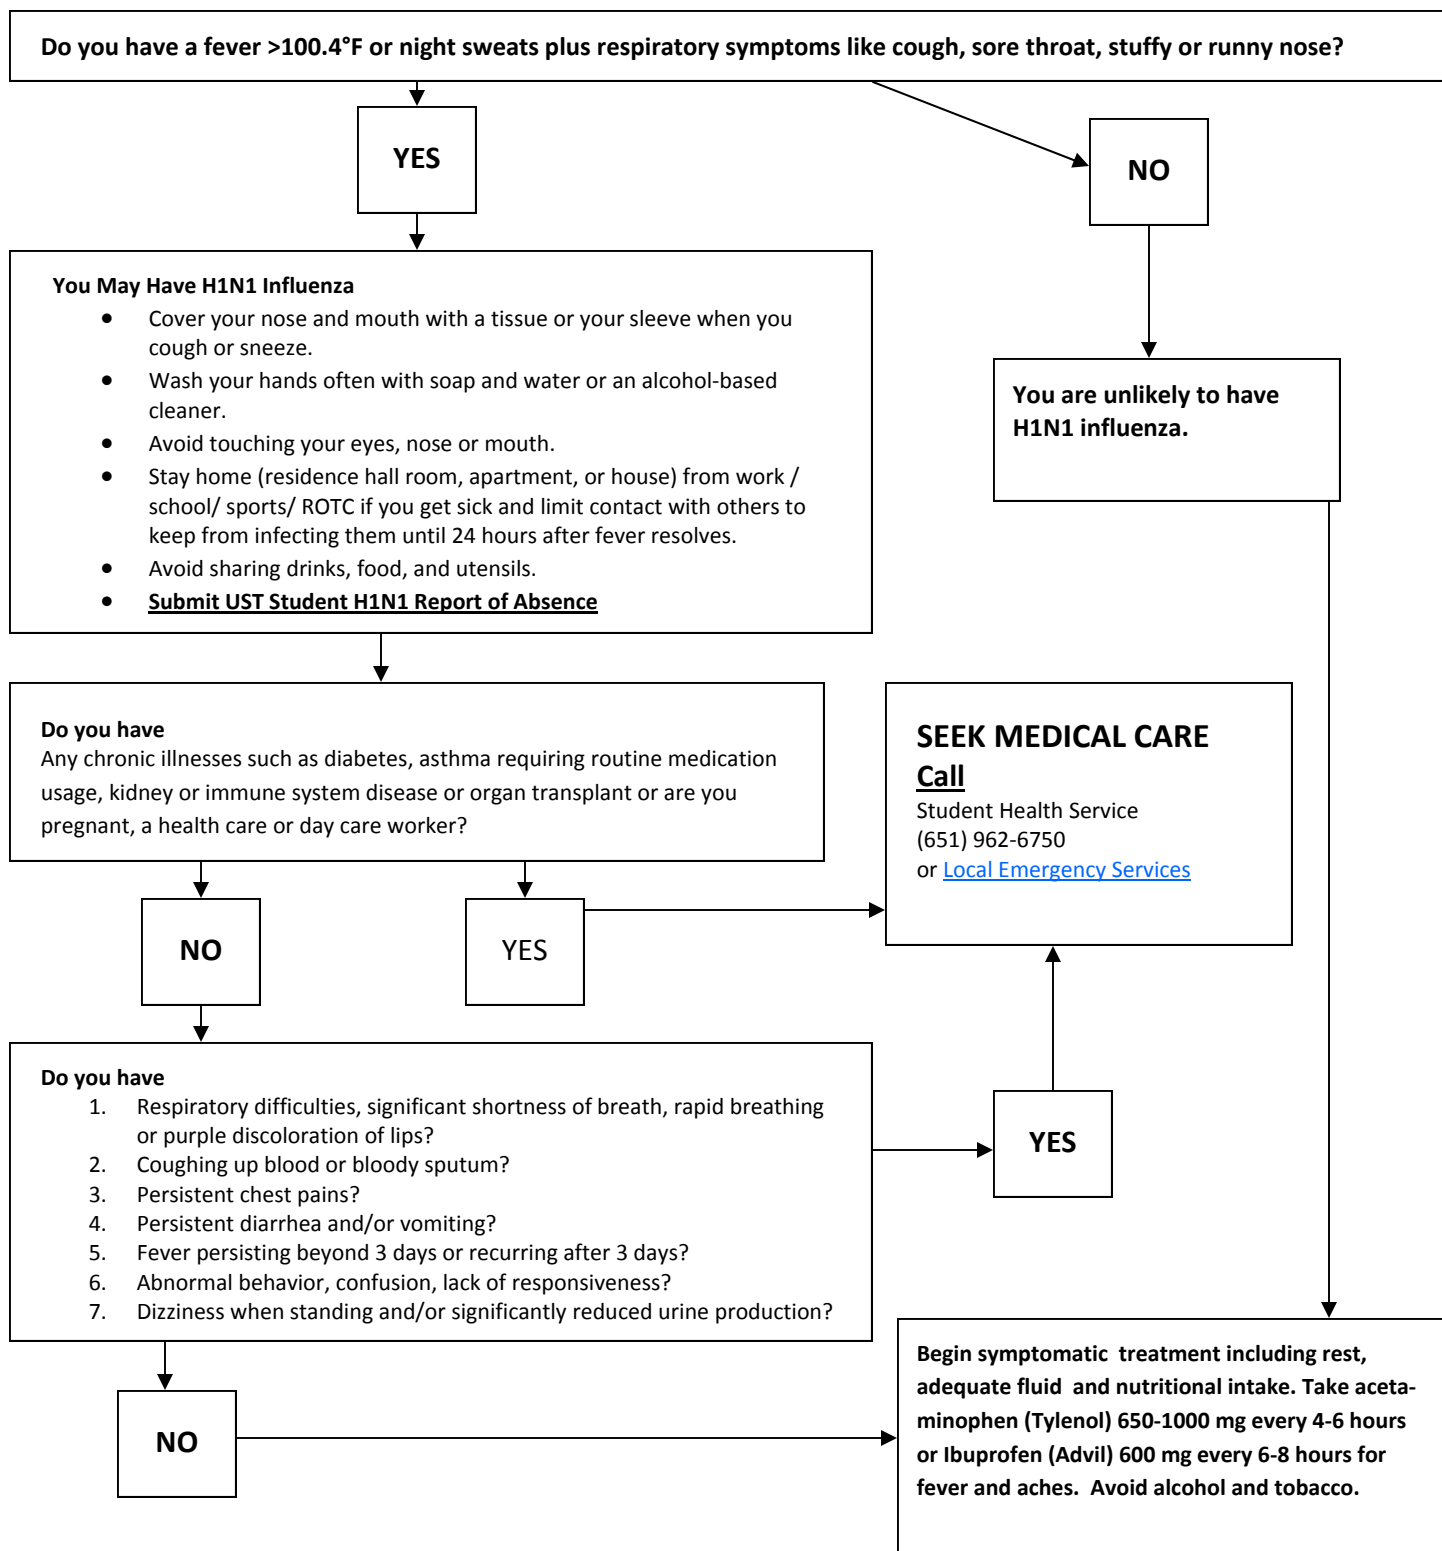 Do you have a fever >100.4°F or night sweats plus respiratory symptoms like cough, sore throat, stuffy or runny nose?
YES
NO
You May Have H1N1 Influenza
• Cover your nose and mouth with a tissue or your sleeve when you
cough or sneeze.
• Wash your hands often with soap and water or an alcohol-based
cleaner.
• Avoid touching your eyes, nose or mouth.
• Stay home (residence hall room, apartment, or house) from work /
school/ sports/ ROTC if you get sick and limit contact with others to
keep from infecting them until 24 hours after fever resolves.
• Avoid sharing drinks, food, and utensils.
• Submit UST Student H1N1 Report of Absence
You are unlikely to have
H1N1 influenza.
Do you have
Any chronic illnesses such as diabetes, asthma requiring routine medication
usage, kidney or immune system disease or organ transplant or are you
pregnant, a health care or day care worker?
SEEK MEDICAL CARE
Call
Student Health Service
(651) 962-6750
or Local Emergency Services
NO
YES
Do you have
1. Respiratory difficulties, significant shortness of breath, rapid breathing
or purple discoloration of lips?
2. Coughing up blood or bloody sputum?
3. Persistent chest pains?
4. Persistent diarrhea and/or vomiting?
5. Fever persisting beyond 3 days or recurring after 3 days?
6. Abnormal behavior, confusion, lack of responsiveness?
7. Dizziness when standing and/or significantly reduced urine production?
YES
NO
Begin symptomatic treatment including rest,
adequate fluid and nutritional intake. Take aceta-
minophen (Tylenol) 650-1000 mg every 4-6 hours
or Ibuprofen (Advil) 600 mg every 6-8 hours for
fever and aches. Avoid alcohol and tobacco.